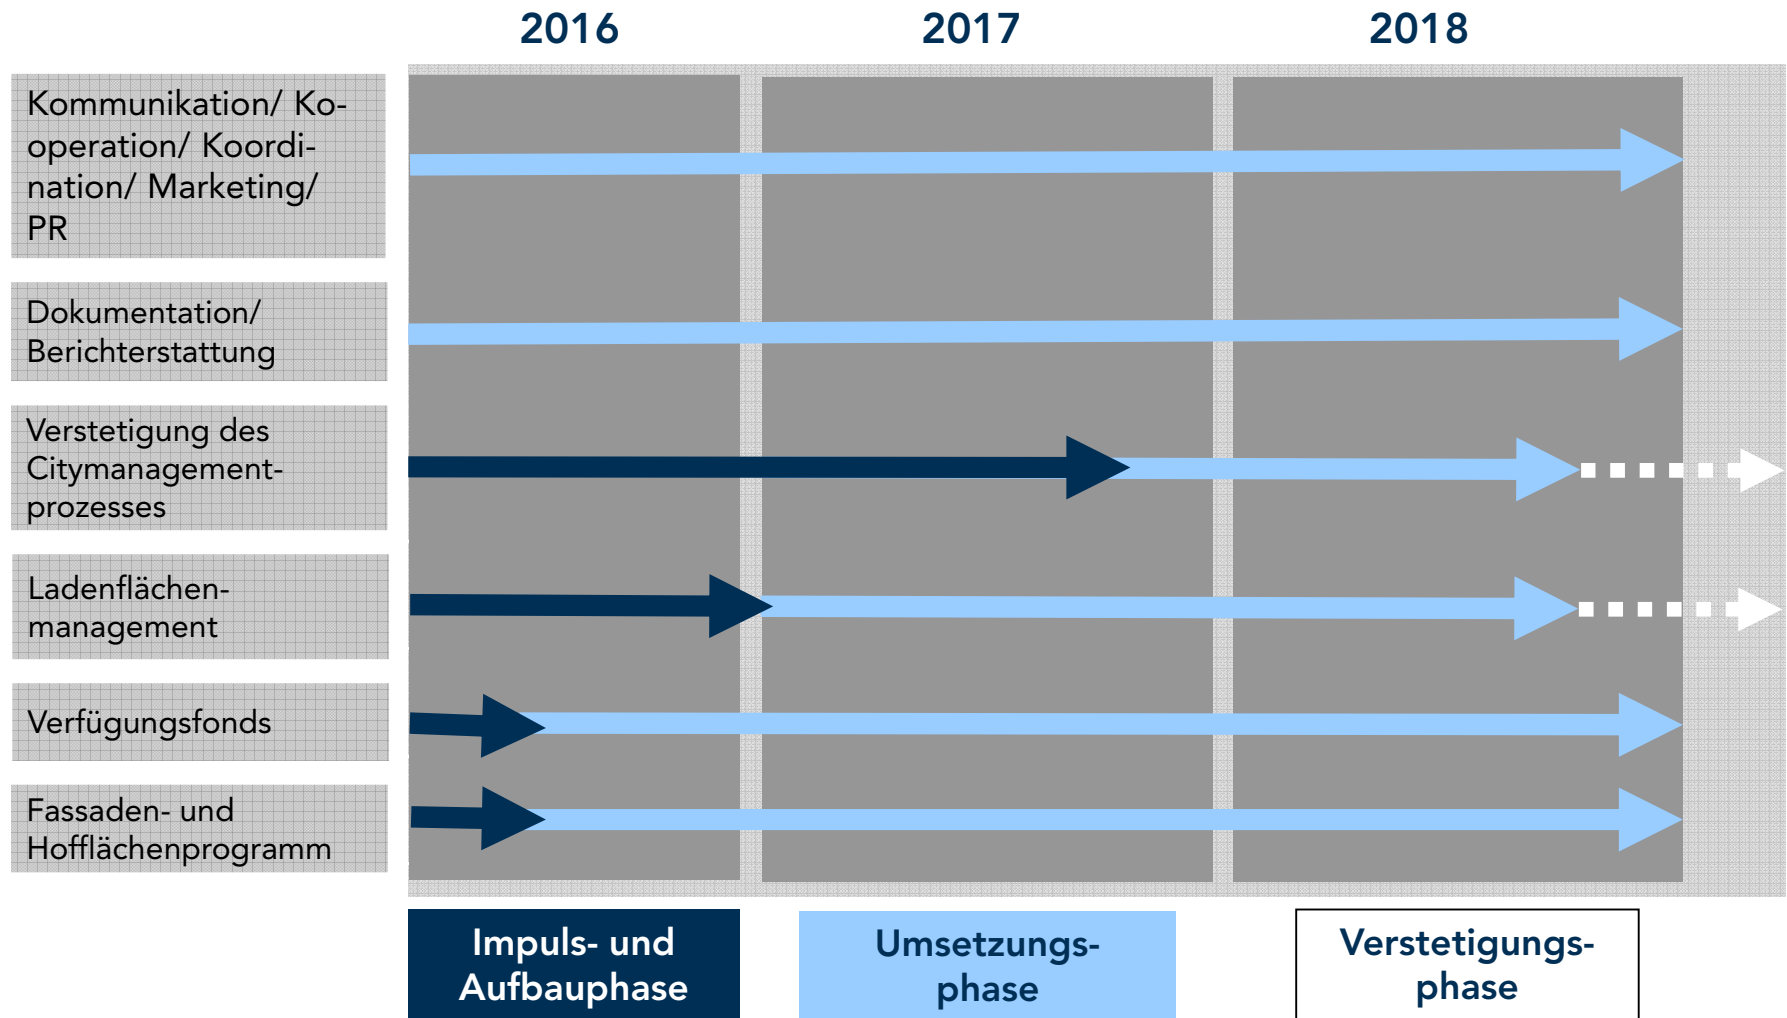 2016 2017 2018
Kommunikation/ Ko-
operation/ Koordi-
nation/ Marketing/
PR
Dokumentation/
Berichterstattung
Verstetigung des
Citymanagement-
prozesses
Ladenflächen-
management
Verfügungsfonds
Fassaden- und
Hofflächenprogramm
Impuls- und
Aufbauphase
Umsetzungs-
phase
Verstetigungs-
phase